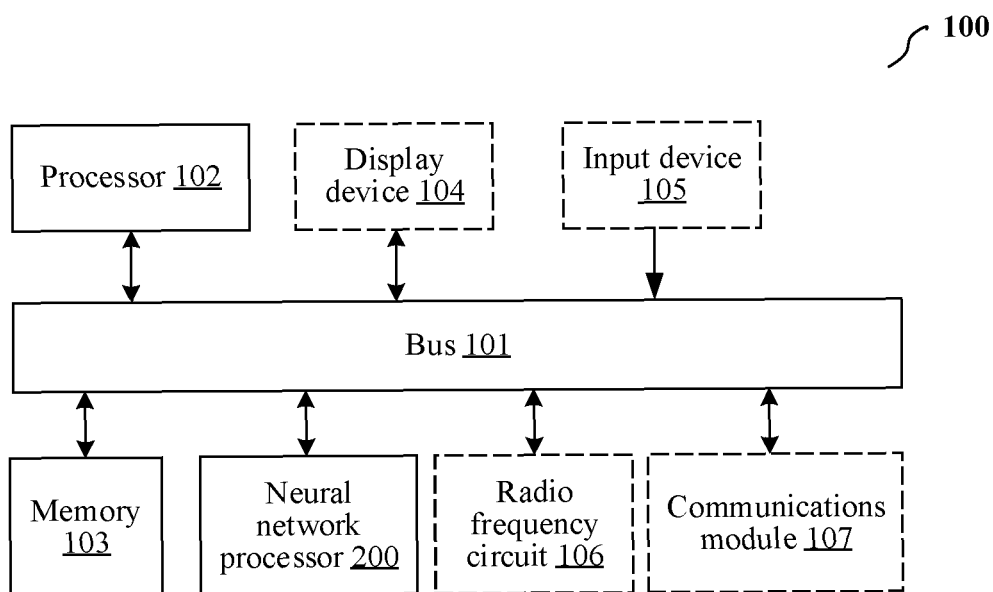 100
Processor 102
Display
device 104
Input device
105
Bus 101
Memory
103
Neural
network
processor 200
Radio
frequency
circuit 106
Communications
module 107